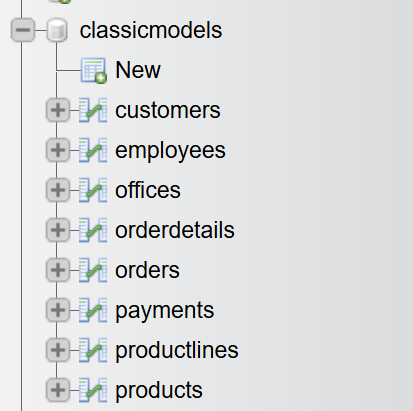 classicmodels
New
customers
employees
offices
orderdetails
orders
payments
productlines
products